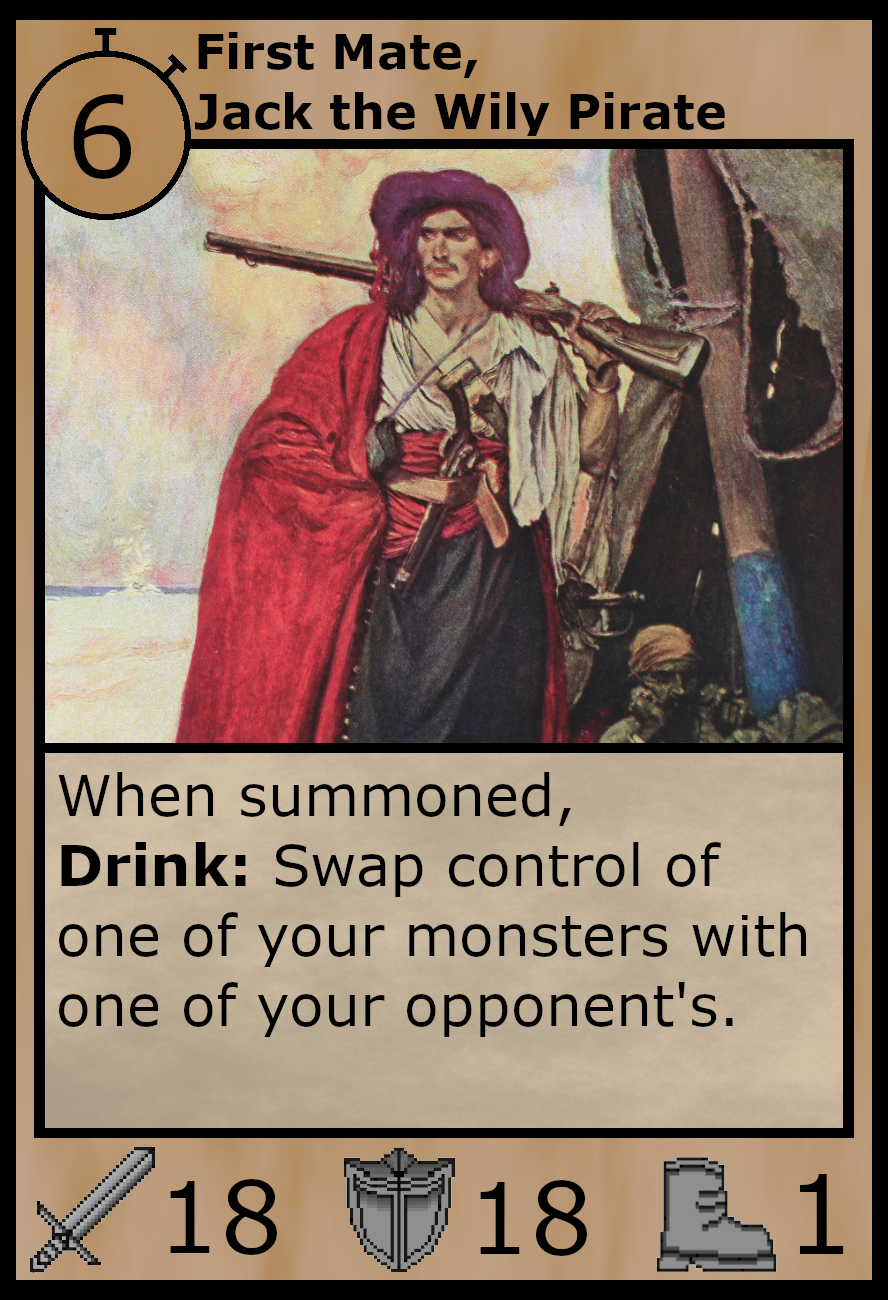 6
First Mate,
Jack the Wily Pirate
When summoned,
Drink: Swap control of
one of your monsters with
one of your opponent's.
18 18 1